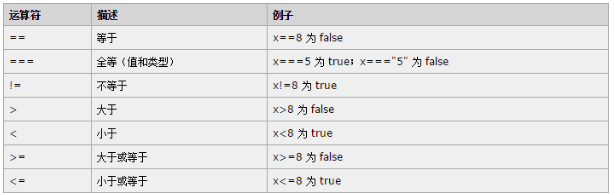 运算符 描述 例子
== 等于 x==8 为 false
=== 全等（值和类型） x===5 为 true；x==="5" 为 false
!= 不等于 x!=8 为 true
> 大于 x>8 为 false
< 小于 x<8 为 true
>= 大于或等于 x>=8 为 false
<= 小于或等于 x<=8 为 true